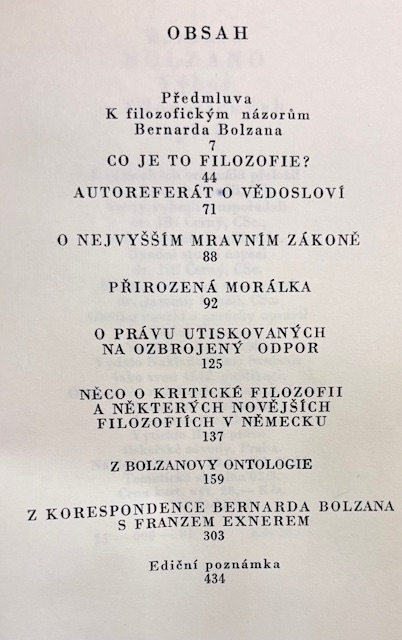 OBSAH
Předmluva
K filozofickým názorům
Bernarda Bolzana
7
CO JE TO FILOZOFIE?
44
AUTOREFERÁT O VĚDOSLOVÍ
71
O NEJVYŠŠÍM MRAVNÍM ZÁKONĚ
88
PŘIROZENÁ MORÁLKA
92
O PRÁVU UTISKOVANÝCH
NA OZBROJENÝ ODPOR
125
NĚCO O KRITICKÉ FILOZOFII
A NĚKTERÝCH NOVĚJŠÍCH
FILOZOFIÍCH V NĚMECKU
137
Z BOLZANOVY ONTOLOGIE
159
Z KORESPONDENCE BERNARDA BOLZANA
S FRANZEM EXNEREM
303
Ediční poznámka
434